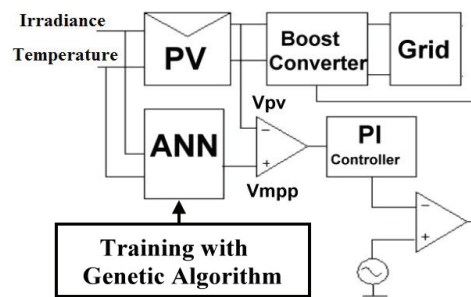 Irradiance
Temperature
PV
Boost
Converter
Grid
Vpv
ANN
Vmpp
PI
Controller
−
+
−
+
Training with
Genetic Algorithm